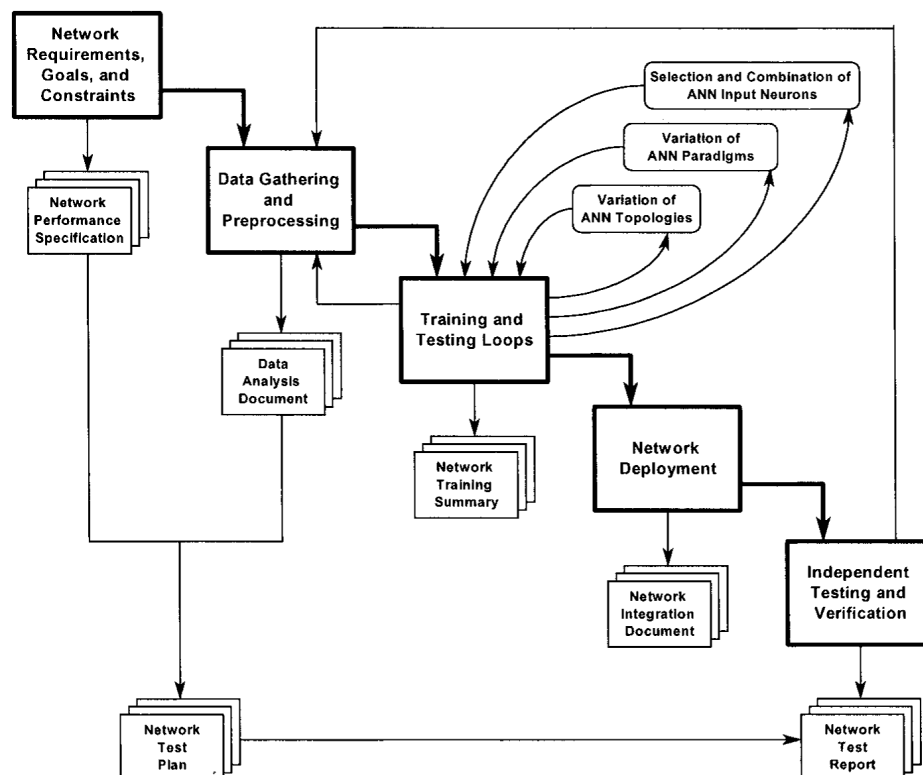 Network
Requirements,
Goals, and
Constraints
Selection and Combination of
ANN Input Neurons
Variation of
ANN Paradigms
Data Gathering
and
Preprocessing
Variation of
ANN Topologies
Network
Performance
Specification
Training and
Testing Loops
Data
Analysis
Document
Network
Deployment
Network
Training
Summary
Independent
Testing and
Verification
Network
Integration
Document
Network
Test
Plan
Network
Test
Report